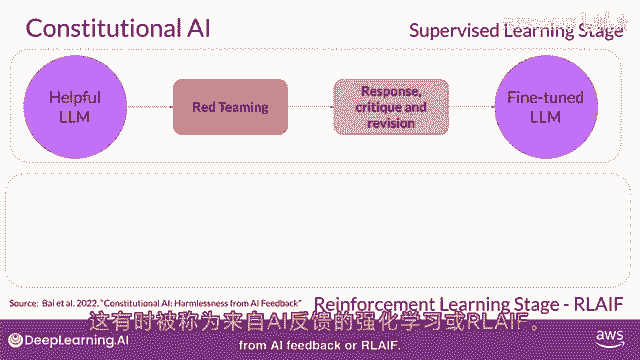 Constitutional AI
Supervised Learning Stage
Helpful
LLM
Red Teaming
Response,
critique and
revision
Fine-tuned
LLM
Source: Bai et al. 2022, "Constitutional AI: Harmlessness from AI Feedback"
Reinforcement Learning Stage - RLAIF
这有时被称为来自AI反馈的强化学习或RLAIF。
DeepLearning.AI
from AI feedback or RLAIF.
aws